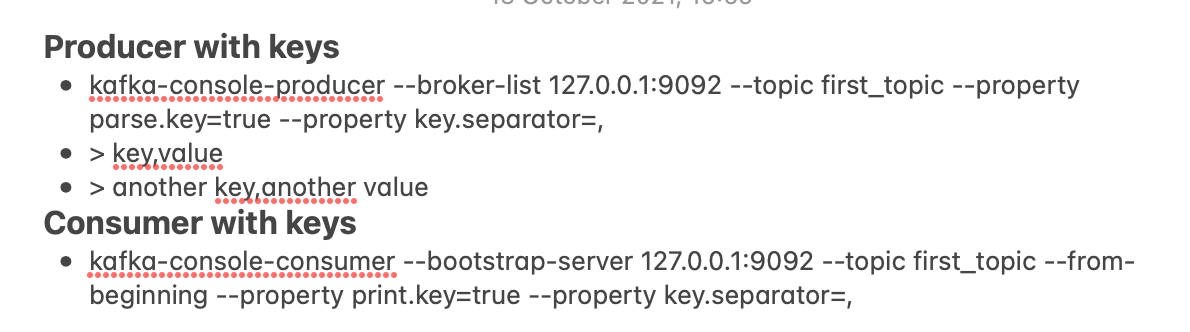 Producer with keys
• kafka-console-producer --broker-list 127.0.0.1:9092 --topic first_topic --property
parse.key=true --property key.separator=,
• > key,value
• > another key,another value
Consumer with keys
• kafka-console-consumer --bootstrap-server 127.0.0.1:9092 --topic first_topic --from-
beginning --property print.key=true --property key.separator=,